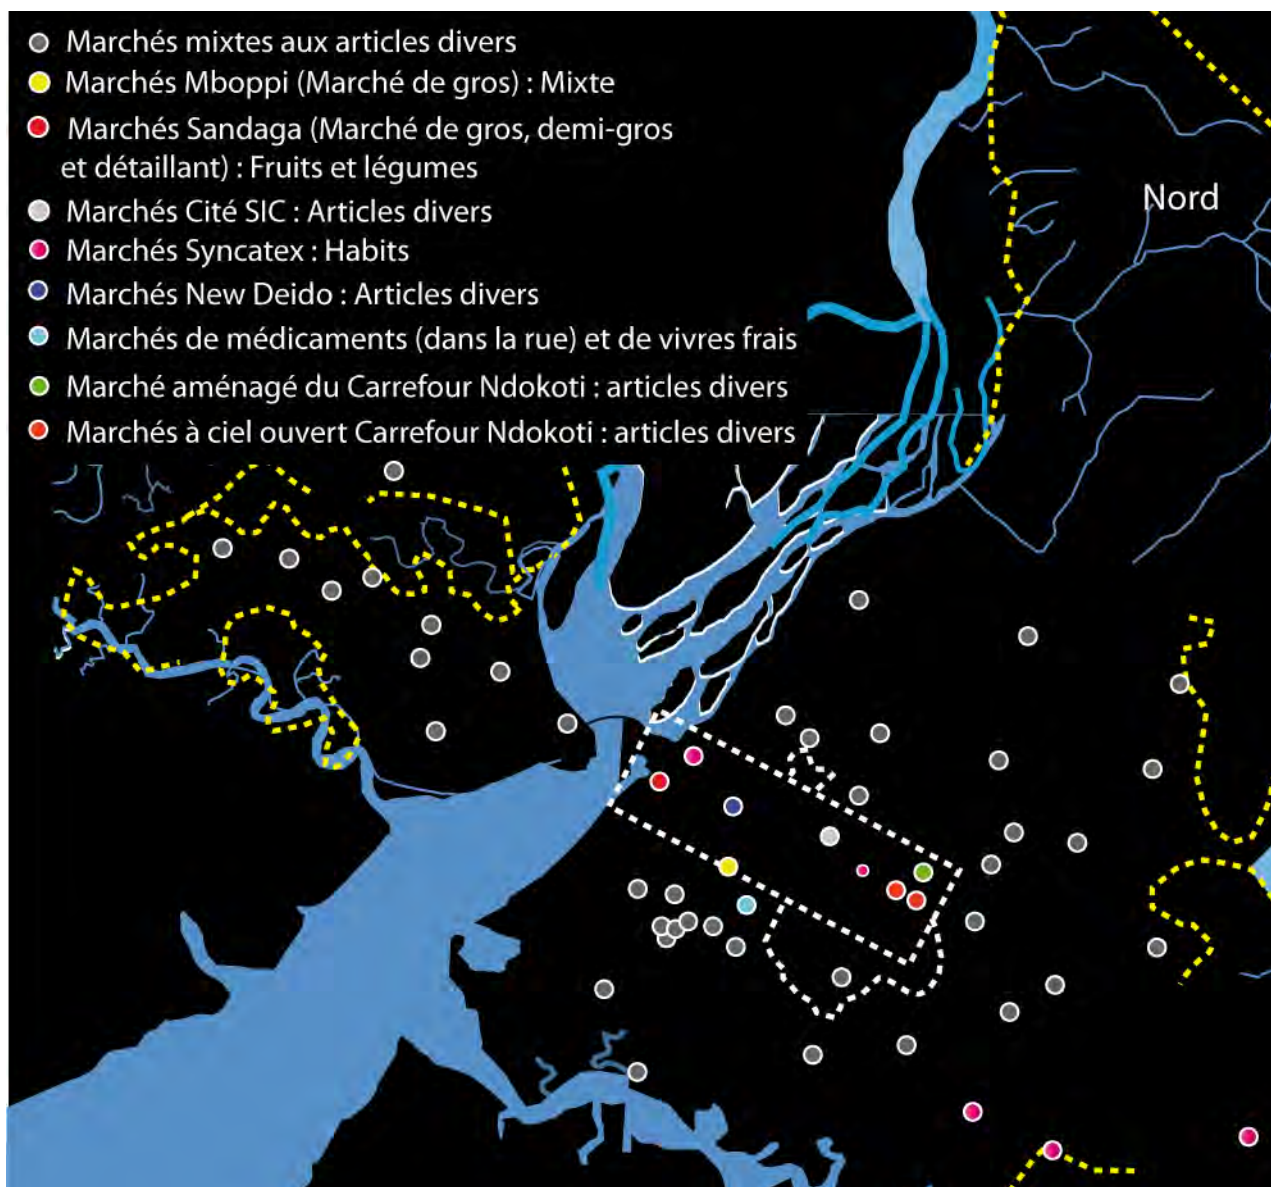 Marchés mixtes aux articles divers
Marchés Mboppi (Marché de gros) : Mixte
Marchés Sandaga (Marché de gros, demi-gros
et détaillant) : Fruits et légumes
Marchés Cité SIC : Articles divers
Marchés Syncatex : Habits
Marchés New Deido : Articles divers
Marchés de médicaments (dans la rue) et de vivres frais
Marché aménagé du Carrefour Ndokoti : articles divers
Marchés à ciel ouvert Carrefour Ndokoti : articles divers
Nord